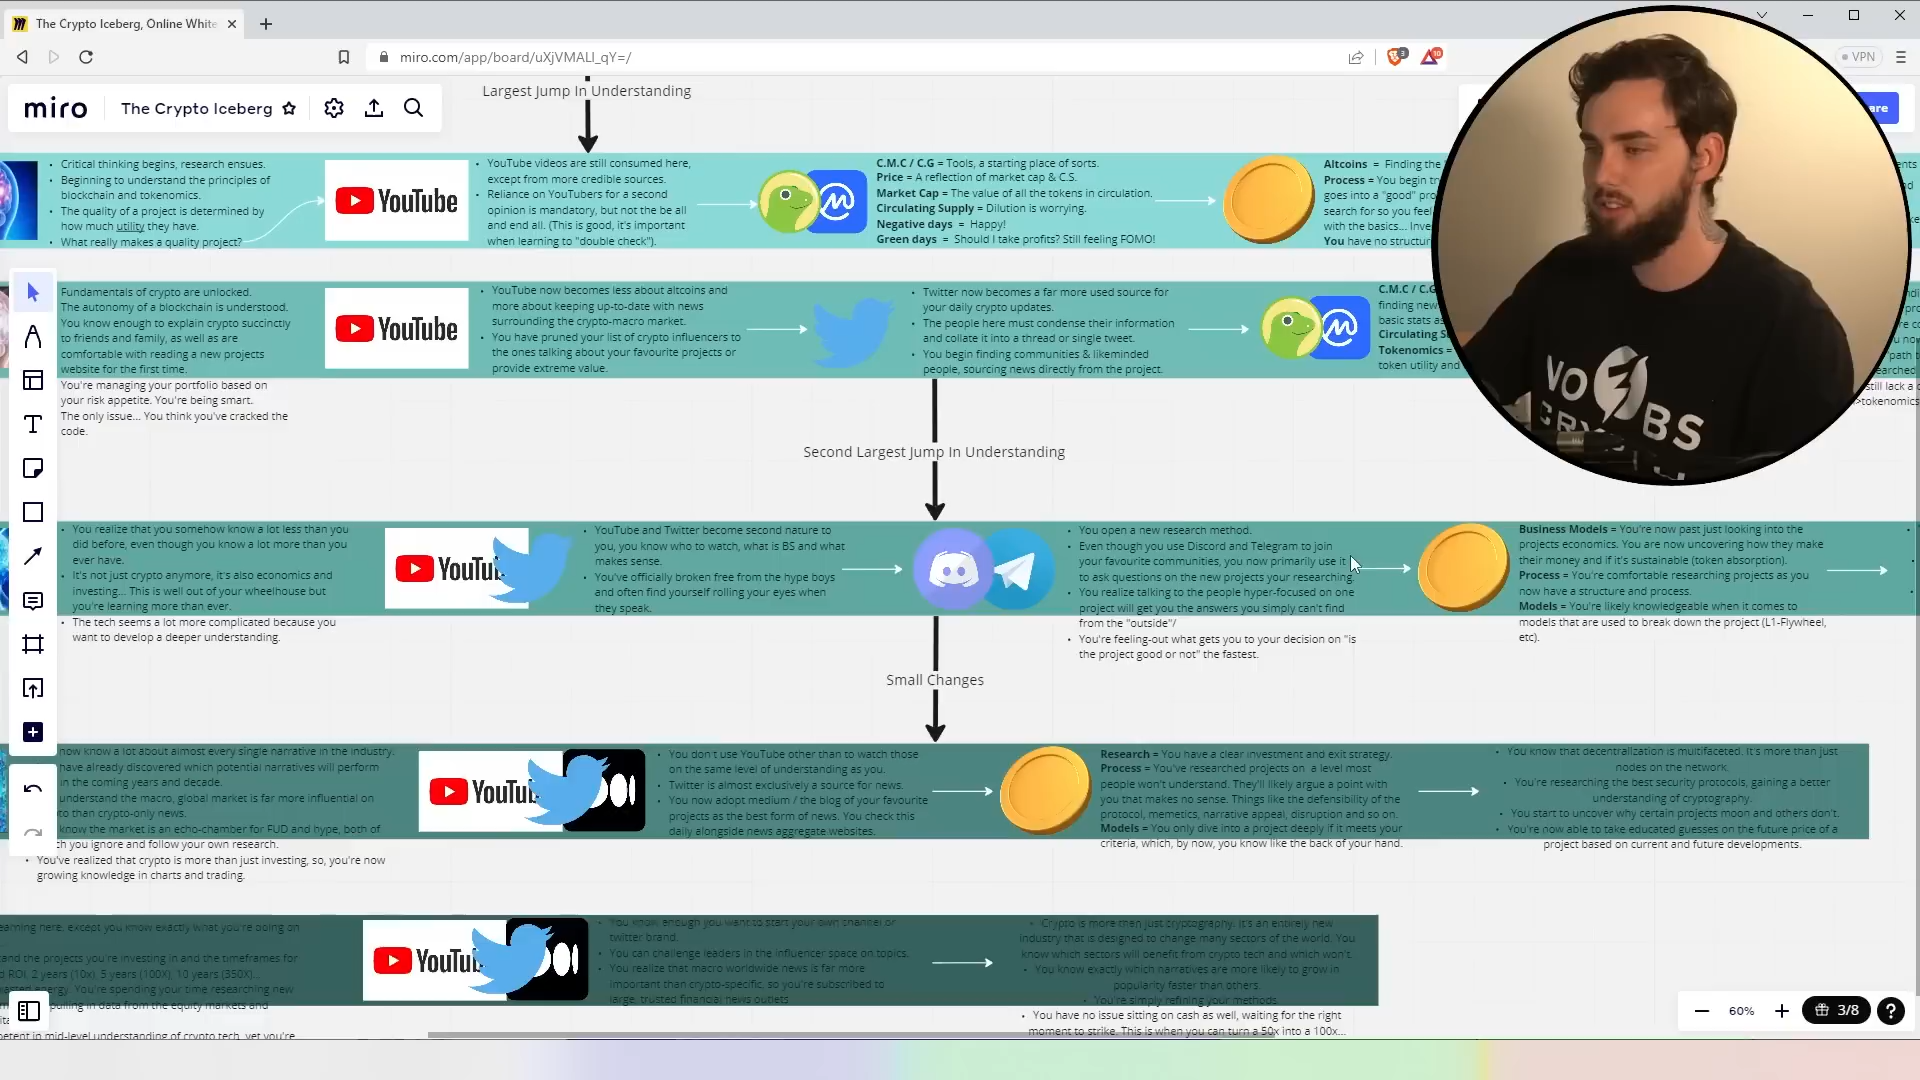 The Crypto Iceberg, Online White
miro.com/app/board/uXjVMALl_qY=/
3
10
VPN
miro
The Crypto Iceberg
are
Largest Jump In Understanding
Critical thinking begins, research ensues.
Beginning to understand the principles of
blockchain and tokenomics.
The quality of a project is determined by
how much utility they have.
What really makes a quality project?
YouTube
YouTube videos are still consumed here,
except from more credible sources.
Reliance on YouTubers for a second
opinion is mandatory, but not the be all
and end all. (This is good, it's important
when learning to "double check").
C.M.C / C.G = Tools, a starting place of sorts.
Price = A reflection of market cap & C.S.
Market Cap = The value of all the tokens in circulation.
Circulating Supply = Dilution is worrying.
Negative days = Happy!
Green days = Should I take profits? Still feeling FOMO!
Altcoins = Finding the
Process = You begin tr
goes into a "good" pro
search for so you feel
with the basics... Inve
You have no structur
NO BS
CRY
Fundamentals of crypto are unlocked.
The autonomy of a blockchain is understood.
You know enough to explain crypto succinctly
to friends and family, as well as are
comfortable with reading a new projects
website for the first time.
You're managing your portfolio based on
your risk appetite. You're being smart.
The only issue... You think you've cracked the
code.
YouTube
YouTube now becomes less about altcoins and
more about keeping up-to-date with news
surrounding the crypto-macro market.
You have pruned your list of crypto influencers to
the ones talking about your favourite projects or
provide extreme value.
Twitter now becomes a far more used source for
your daily crypto updates.
The people here must condense their information
and collate it into a thread or single tweet.
You begin finding communities & likeminded
people, sourcing news directly from the project.
C.M.C / C.G
finding new
basic stats as
Circulating S
Tokenomics =
token utility and
still lack a c
>tokenomics
Second Largest Jump In Understanding
You realize that you somehow know a lot less than you
did before, even though you know a lot more than you
ever have.
It's not just crypto anymore, it's also economics and
investing... This is well out of your wheelhouse but
you're learning more than ever.
The tech seems a lot more complicated because you
want to develop a deeper understanding.
YouTu
YouTube and Twitter become second nature to
you, you know who to watch, what is BS and what
makes sense.
You've officially broken free from the hype boys
and often find yourself rolling your eyes when
they speak.
You open a new research method.
Even though you use Discord and Telegram to join
your favourite communities, you now primarily use it
to ask questions on the new projects your researching.
You realize talking to the people hyper-focused on one
project will get you the answers you simply can't find
from the "outside"/
You're feeling-out what gets you to your decision on "is
the project good or not" the fastest.
Business Models = You're now past just looking into the
projects economics. You are now uncovering how they make
their money and if it's sustainable (token absorption).
Process = You're comfortable researching projects as you
now have a structure and process.
Models = You're likely knowledgeable when it comes to
models that are used to break down the project (L1-Flywheel,
etc).
Small Changes
now know a lot about almost every single narrative in the industry.
have already discovered which potential narratives will perform
in the coming years and decade.
understand the macro, global market is far more influential on
to than crypto-only news.
know the market is an echo-chamber for FUD and hype, both of
ch you ignore and follow your own research.
You've realized that crypto is more than just investing, so, you're now
growing knowledge in charts and trading.
YouTu
You don't use YouTube other than to watch those
on the same level of understanding as you.
Twitter is almost exclusively a source for news.
You now adopt medium / the blog of your favourite
projects as the best form of news. You check this
daily alongside news aggregate websites.
Research = You have a clear investment and exit strategy.
Process = You've researched projects on a level most
people won't understand. They'll likely argue a point with
you that makes no sense. Things like the defensibility of the
protocol, memetics, narrative appeal, disruption and so on.
Models = You only dive into a project deeply if it meets your
criteria, which, by now, you know like the back of your hand.
You know that decentralization is multifaceted. It's more than just
nodes on the network.
You're researching the best security protocols, gaining a better
understanding of cryptography.
You start to uncover why certain projects moon and others don't.
You're now able to take educated guesses on the future price of a
project based on current and future developments.
earning here, except you know exactly what you're doing on
and the projects you're investing in and the timeframes for
d ROI, 2 years (10x), 5 years (100X), 10 years (350X)...
energy. You're spending your time researching new
pulling in data from the equity markets and
petent in mid-level understanding of crypto tech, yet you're
YouTu
You know enough you want to start your own channel or
twitter brand.
You can challenge leaders in the influencer space on topics.
You realize that macro worldwide news is far more
important than crypto-specific, so you're subscribed to
large, trusted financial news outlets
Crypto is more then just cryptography. It's an entirely new
industry that is designed to change many sectors of the world. You
know which sectors will benefit from crypto tech and which won't.
You know exactly which narratives are more likely to grow in
popularity faster than others.
You're simply refining your methods.
You have no issue sitting on cash as well, waiting for the right
moment to strike. This is when you can turn a 50x into a 100x...
60%
3/8